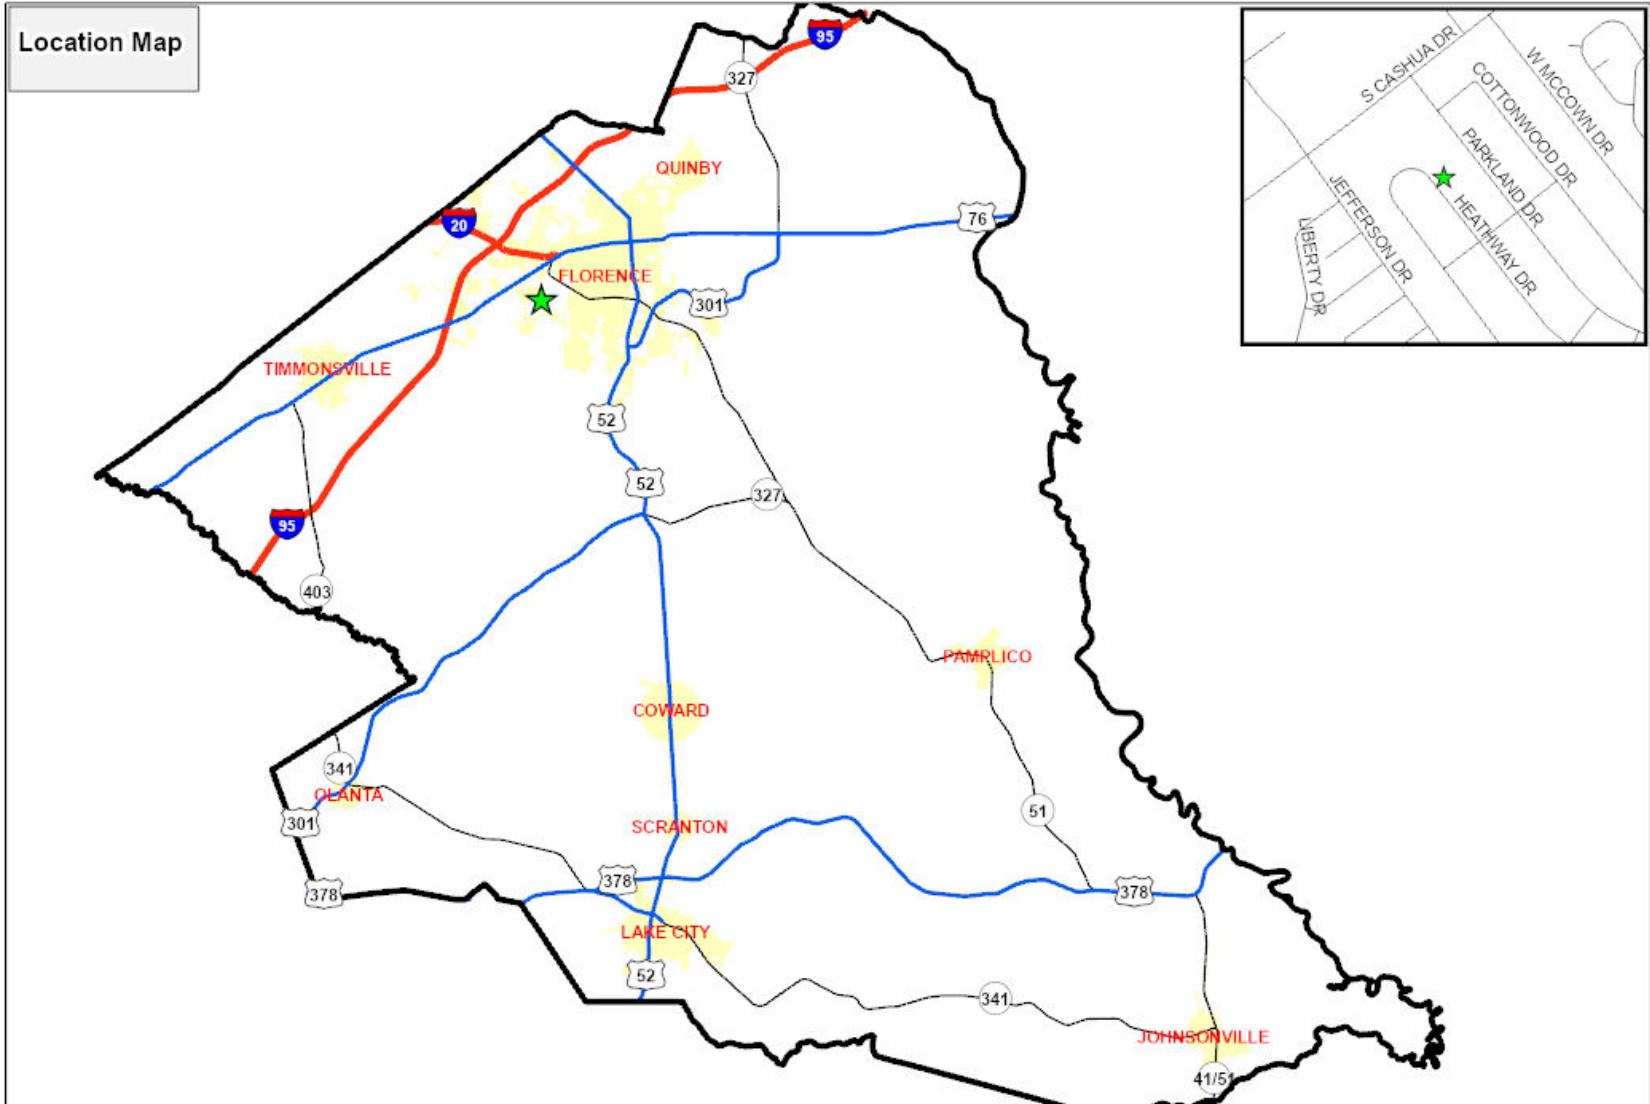 Location Map
95
327
QUINBY
20
76
FLORENCE
301
TIMMONSVILLE
52
52
327
95
403
PAMPLICO
COWARD
341
OLANTA
301
51
SCRANTON
378
378
378
LAKE CITY
52
341
JOHNSONVILLE
41/51
S CASHUA DR
W MCCOWN DR
COTTONWOOD DR
PARKLAND DR
HEATHWAY DR
JEFFERSON DR
LIBERTY DR